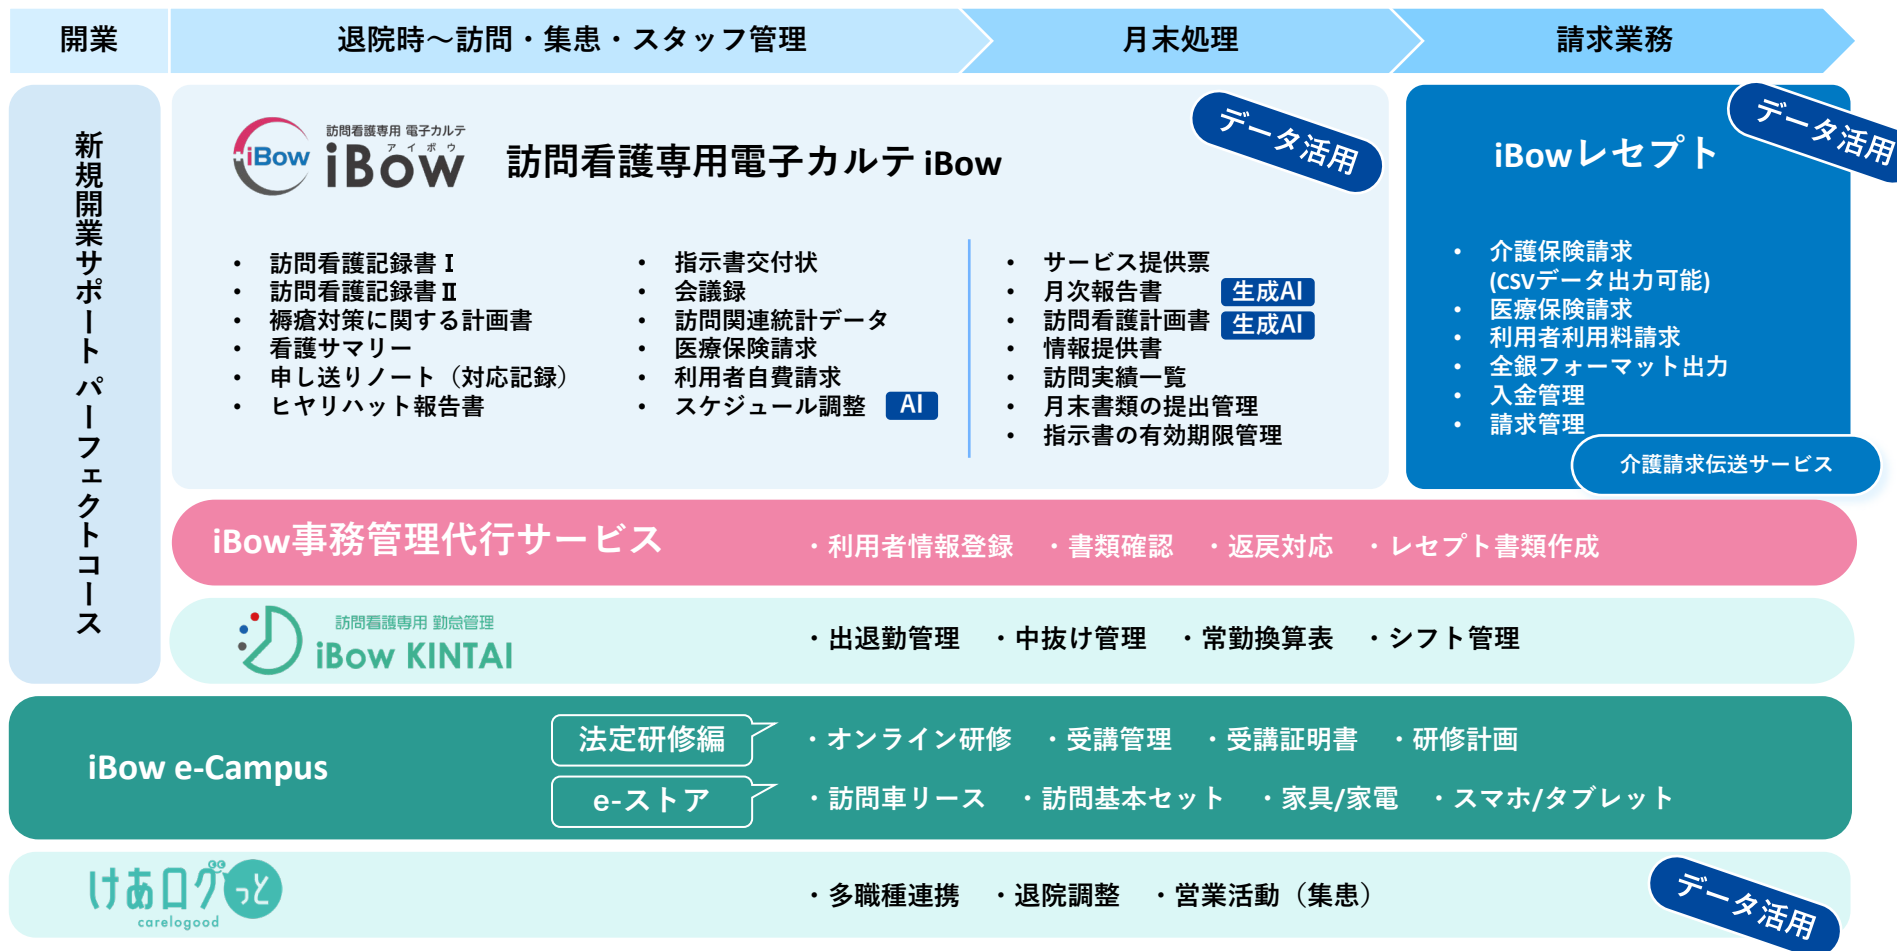 開業
退院時～訪問・集患・スタッフ管理
月末処理
請求業務
新規開業サポート パーフェクトコース
iBow
訪問看護専用 電子カルテ
アイボウ
iBow
訪問看護専用電子カルテ iBow
データ活用
・ 訪問看護記録書Ⅰ
・ 訪問看護記録書Ⅱ
・ 褥瘡対策に関する計画書
・ 看護サマリー
・ 申し送りノート（対応記録）
・ ヒヤリハット報告書
・ 指示書交付状
・ 会議録
・ 訪問関連統計データ
・ 医療保険請求
・ 利用者自費請求
・ スケジュール調整 AI
・ サービス提供票
・ 月次報告書 生成AI
・ 訪問看護計画書 生成AI
・ 情報提供書
・ 訪問実績一覧
・ 月末書類の提出管理
・ 指示書の有効期限管理
iBowレセプト
データ活用
・ 介護保険請求
(CSVデータ出力可能)
・ 医療保険請求
・ 利用者利用料請求
・ 全銀フォーマット出力
・ 入金管理
・ 請求管理
介護請求伝送サービス
iBow事務管理代行サービス
・利用者情報登録 ・書類確認 ・返戻対応 ・レセプト書類作成
訪問看護専用 勤怠管理
iBow KINTAI
・出退勤管理 ・中抜け管理 ・常勤換算表 ・シフト管理
iBow e-Campus
法定研修編
・オンライン研修 ・受講管理 ・受講証明書 ・研修計画
e-ストア
・訪問車リース ・訪問基本セット ・家具/家電 ・スマホ/タブレット
けあログっと
carelogood
・多職種連携 ・退院調整 ・営業活動（集患）
データ活用